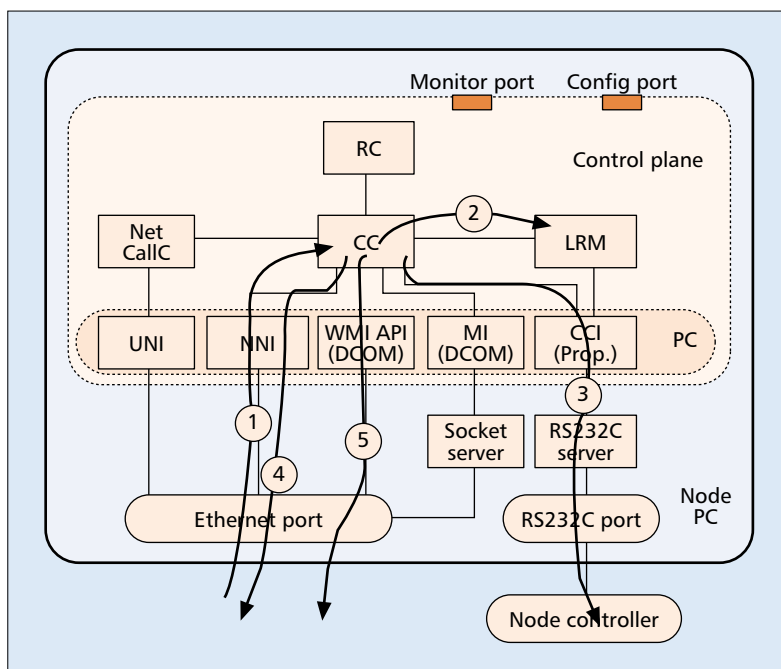 Monitor port
Config port
RC
Control plane
2
Net
CallC
CC
LRM
UNI
NNI
WMI API
(DCOM)
MI
(DCOM)
CCI
(Prop.)
PC
3
1
5
4
Socket
server
RS232C
server
Node
PC
Ethernet port
RS232C port
Node controller